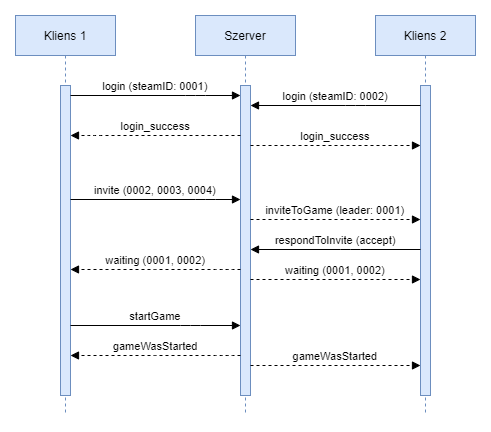 Kliens 1
Szerver
Kliens 2
login (steamID: 0001)
login (steamID: 0002)
login_success
login_success
invite (0002, 0003, 0004)
inviteToGame (leader: 0001)
respondToInvite (accept)
waiting (0001, 0002)
waiting (0001, 0002)
startGame
gameWasStarted
gameWasStarted